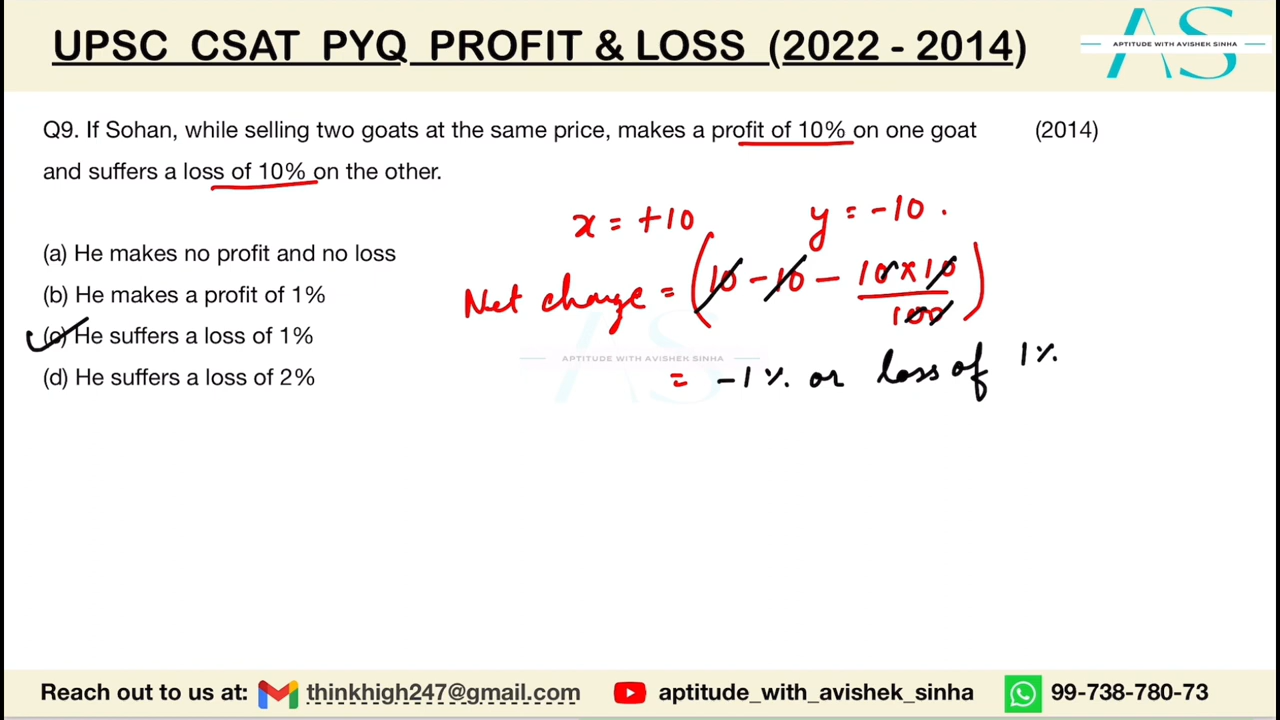 UPSC CSAT PYQ PROFIT & LOSS (2022 - 2014)
APTITUDE WITH AVISHEK SINHA
Q9. If Sohan, while selling two goats at the same price, makes a profit of 10% on one goat (2014)
and suffers a loss of 10% on the other.
x = +10 y = -10.
(a) He makes no profit and no loss
Net change = (10 - 10 - 10 x 10 / 100)
(b) He makes a profit of 1%
(c) He suffers a loss of 1%
APTITUDE WITH AVISHEK SINHA
(d) He suffers a loss of 2%
= -1% or loss of 1%
Reach out to us at: thinkhigh247@gmail.com aptitude_with_avishek_sinha 99-738-780-73